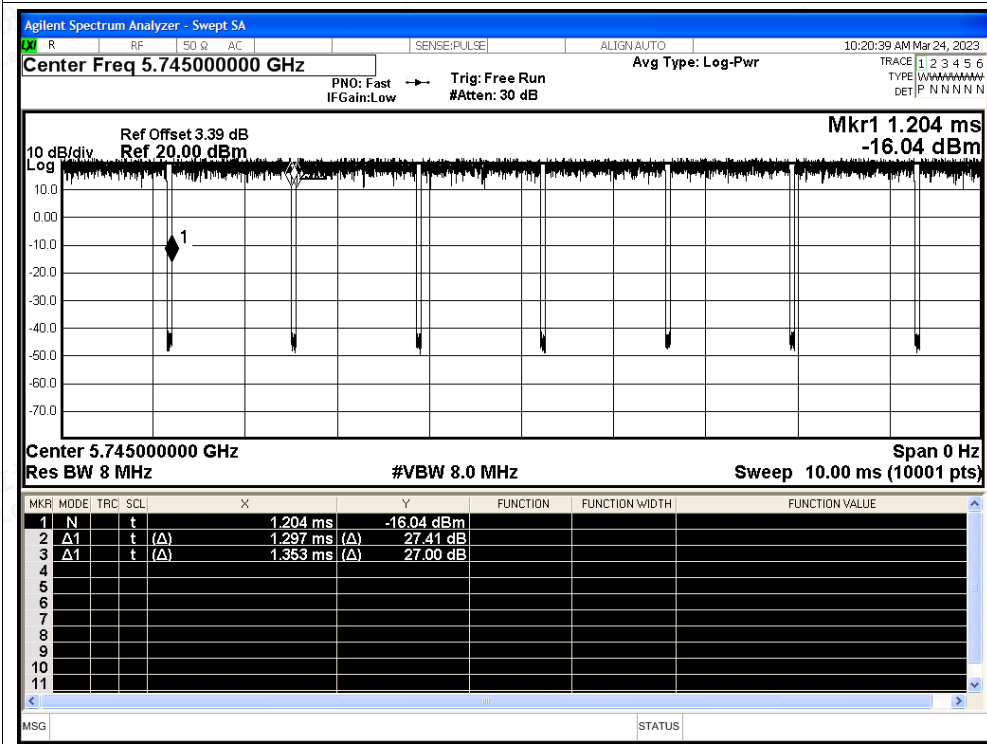 Agilent Spectrum Analyzer - Swept SA
LXI R RF 50 Ω AC SENSE:PULSE ALIGN AUTO 10:20:39 AM Mar 24, 2023
Center Freq 5.745000000 GHz Avg Type: Log-Pwr TRACE 1 2 3 4 5 6
PNO: Fast Trig: Free Run TYPE
IFGain:Low #Atten: 30 dB DET P N N N N N
Mkr1 1.204 ms
Ref Offset 3.39 dB
10 dB/div Ref 20.00 dBm -16.04 dBm
Log
10.0
0.00
1
-10.0
-20.0
-30.0
-40.0
-50.0
-60.0
-70.0
Center 5.745000000 GHz Span 0 Hz
Res BW 8 MHz #VBW 8.0 MHz Sweep 10.00 ms (10001 pts)
MKR MODE TRC SCL X Y FUNCTION FUNCTION WIDTH FUNCTION VALUE
1 N t 1.204 ms -16.04 dBm
2 Δ1 t (Δ) 1.297 ms (Δ) 27.41 dB
3 Δ1 t (Δ) 1.353 ms (Δ) 27.00 dB
4
5
6
7
8
9
10
11
MSG STATUS